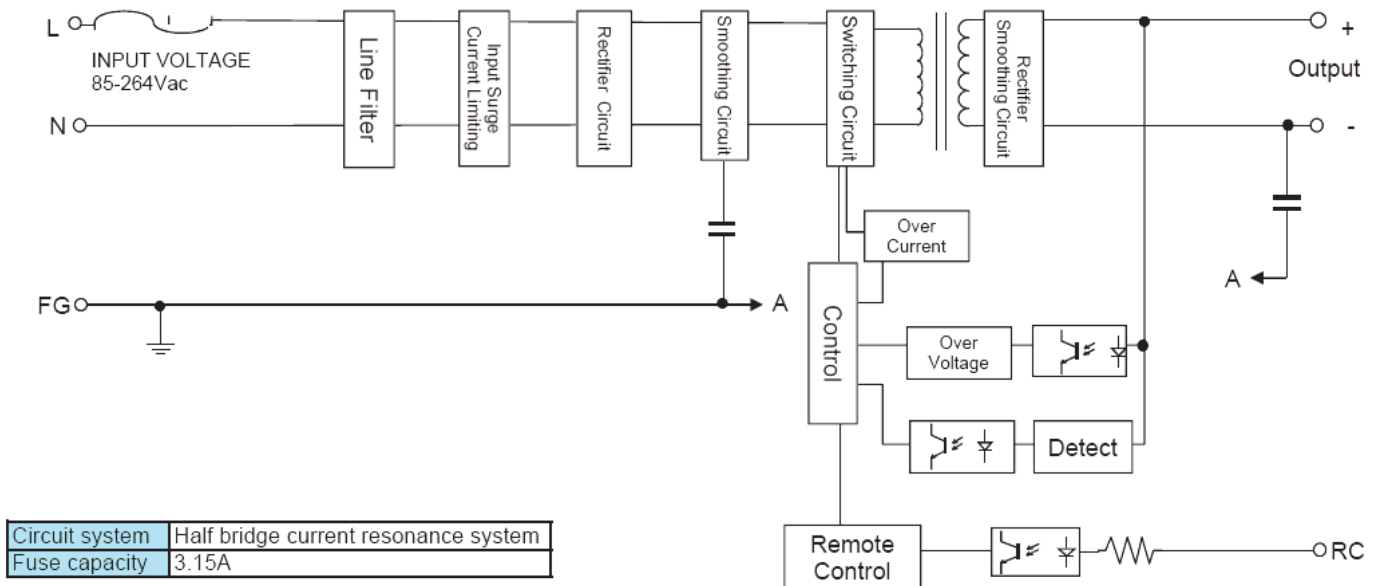 L
INPUT VOLTAGE
85-264Vac
N
Line Filter
Input Surge
Current Limiting
Rectifier Circuit
Smoothing Circuit
Switching Circuit
Rectifier
Smoothing Circuit
+
Output
-
Over
Current
A
FG
A
Control
Over
Voltage
Detect
Remote
Control
RC
Circuit system Half bridge current resonance system
Fuse capacity 3.15A